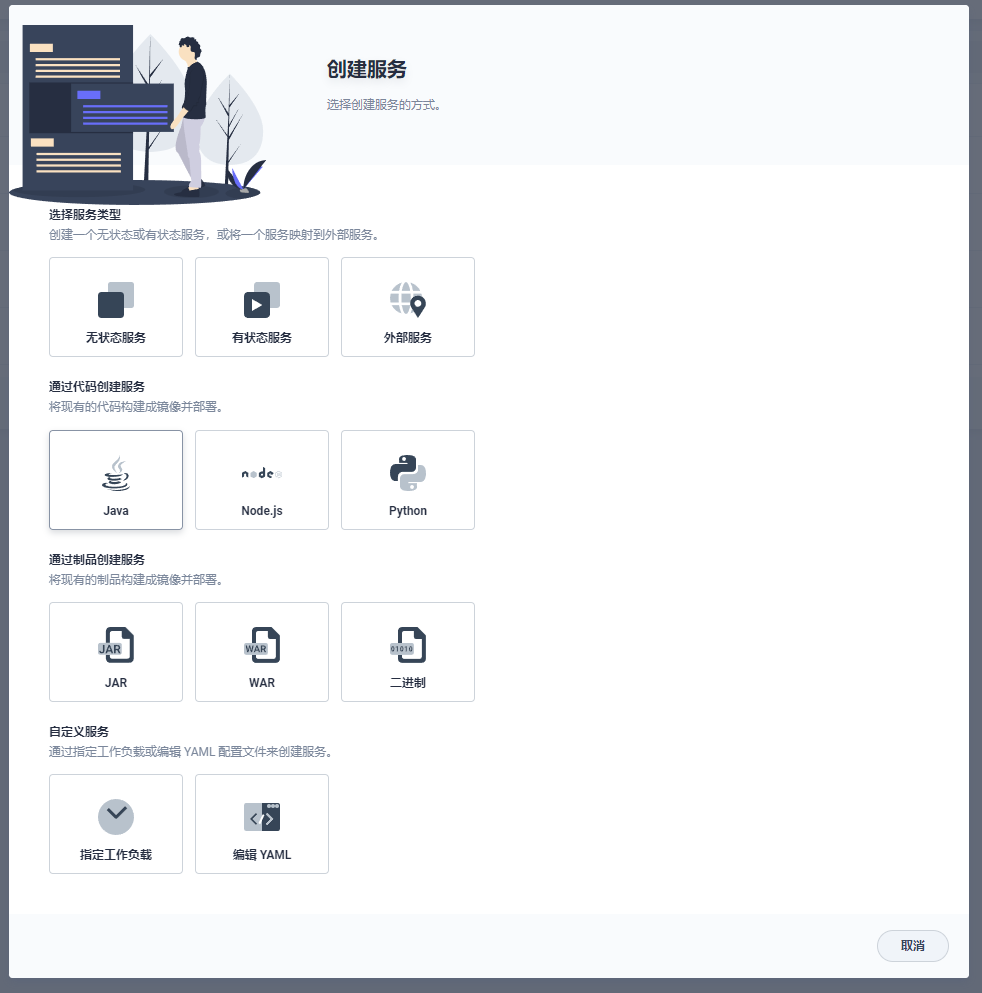 创建服务
选择创建服务的方式。
选择服务类型
创建一个无状态或有状态服务，或将一个服务映射到外部服务。
无状态服务
有状态服务
外部服务
通过代码创建服务
将现有的代码构建成镜像并部署。
Java
node
Node.js
Python
通过制品创建服务
将现有的制品构建成镜像并部署。
JAR
WAR
01010
JAR
WAR
二进制
自定义服务
通过指定工作负载或编辑 YAML 配置文件来创建服务。
</>
指定工作负载
编辑 YAML
取消